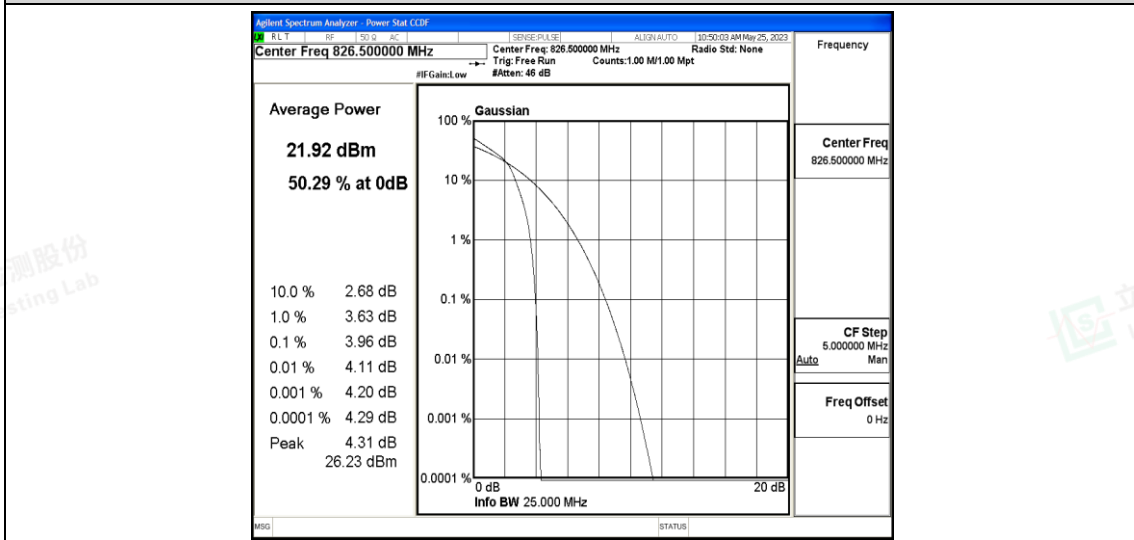 Agilent Spectrum Analyzer - Power Stat CCDF
LXI RLT RF 50 Ω AC SENSE:PULSE ALIGN AUTO 10:50:03 AM May 25, 2023
Center Freq 826.500000 MHz
Center Freq: 826.500000 MHz Radio Std: None
Trig: Free Run Counts:1.00 M/1.00 Mpt
#IFGain:Low #Atten: 46 dB
Frequency
Average Power
21.92 dBm
50.29 % at 0dB
10.0 % 2.68 dB
1.0 % 3.63 dB
0.1 % 3.96 dB
0.01 % 4.11 dB
0.001 % 4.20 dB
0.0001 % 4.29 dB
Peak 4.31 dB
26.23 dBm
Gaussian
100 %
10 %
1 %
0.1 %
0.01 %
0.001 %
0.0001 %
0 dB 20 dB
Info BW 25.000 MHz
Center Freq
826.500000 MHz
CF Step
5.000000 MHz
Auto Man
Freq Offset
0 Hz
MSG STATUS
测股份
sting Lab
立